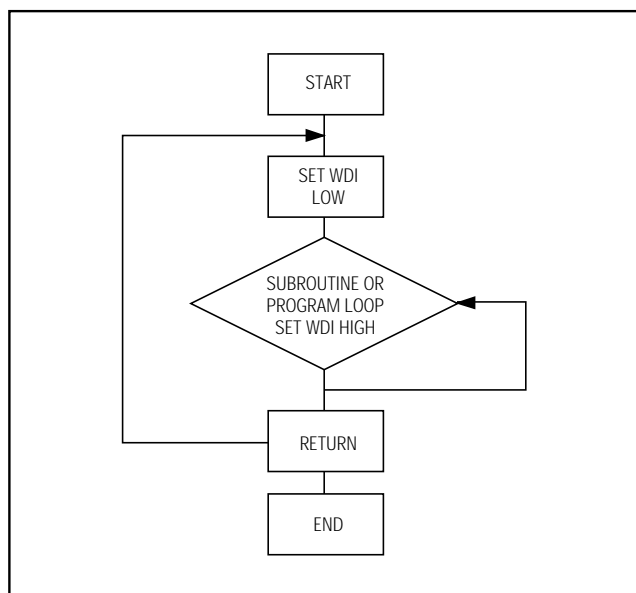 START
SET WDI
LOW
SUBROUTINE OR
PROGRAM LOOP
SET WDI HIGH
RETURN
END